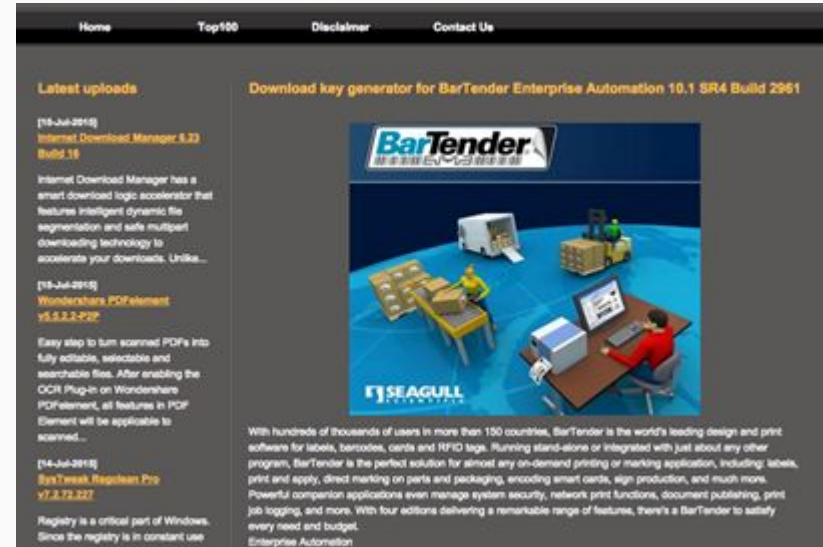 Home Top100 Disclaimer Contact Us
Latest uploads
[15-Jul-2015]
Internet Download Manager 6.23
Build 16
Internet Download Manager has a
smart download logic accelerator that
features intelligent dynamic file
segmentation and safe multipart
downloading technology to
accelerate your downloads. Unlike...
[15-Jul-2015]
Wondershare PDFelement
v5.5.2.2-P2P
Easy step to turn scanned PDFs into
fully editable, selectable and
searchable files. After enabling the
OCR Plug-in on Wondershare
PDFelement, all features in PDF
Element will be applicable to
scanned...
[14-Jul-2015]
SysTweak Regclean Pro
v7.2.72.227
Registry is a critical part of Windows.
Since the registry is in constant use
Download key generator for BarTender Enterprise Automation 10.1 SR4 Build 2961
BarTender
SEAGULL
SCIENTIFIC
With hundreds of thousands of users in more than 150 countries, BarTender is the world's leading design and print
software for labels, barcodes, cards and RFID tags. Running stand-alone or integrated with just about any other
program, BarTender is the perfect solution for almost any on-demand printing or marking application, including: labels,
print and apply, direct marking on parts and packaging, encoding smart cards, sign production, and much more.
Powerful companion applications even manage system security, network print functions, document publishing, print
job logging, and more. With four editions delivering a remarkable range of features, there's a BarTender to satisfy
every need and budget.
Enterprise Automation